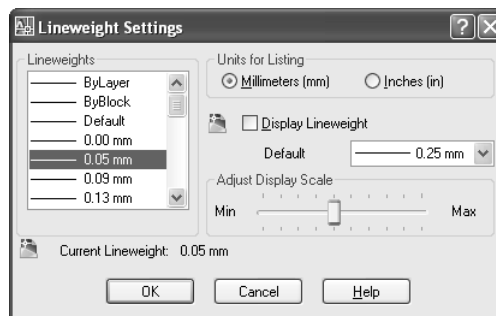 Lineweight Settings
Lineweights
ByLayer
ByBlock
Default
0.00 mm
0.05 mm
0.09 mm
0.13 mm
Units for Listing
Millimeters (mm) Inches (in)
Display Lineweight
Default 0.25 mm
Adjust Display Scale
Min Max
Current Lineweight: 0.05 mm
OK Cancel Help